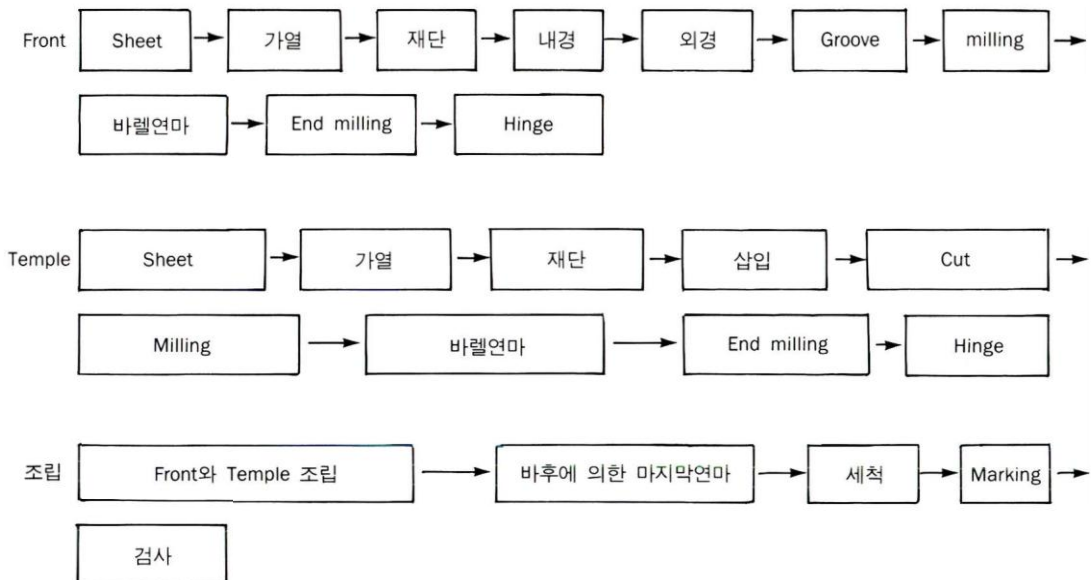 Front Sheet 가열 재단 내경 외경 Groove milling
바렐연마 End milling Hinge
Temple Sheet 가열 재단 삽입 Cut
Milling 바렐연마 End milling Hinge
조립 Front와 Temple 조립 바후에 의한 마지막연마 세척 Marking
검사